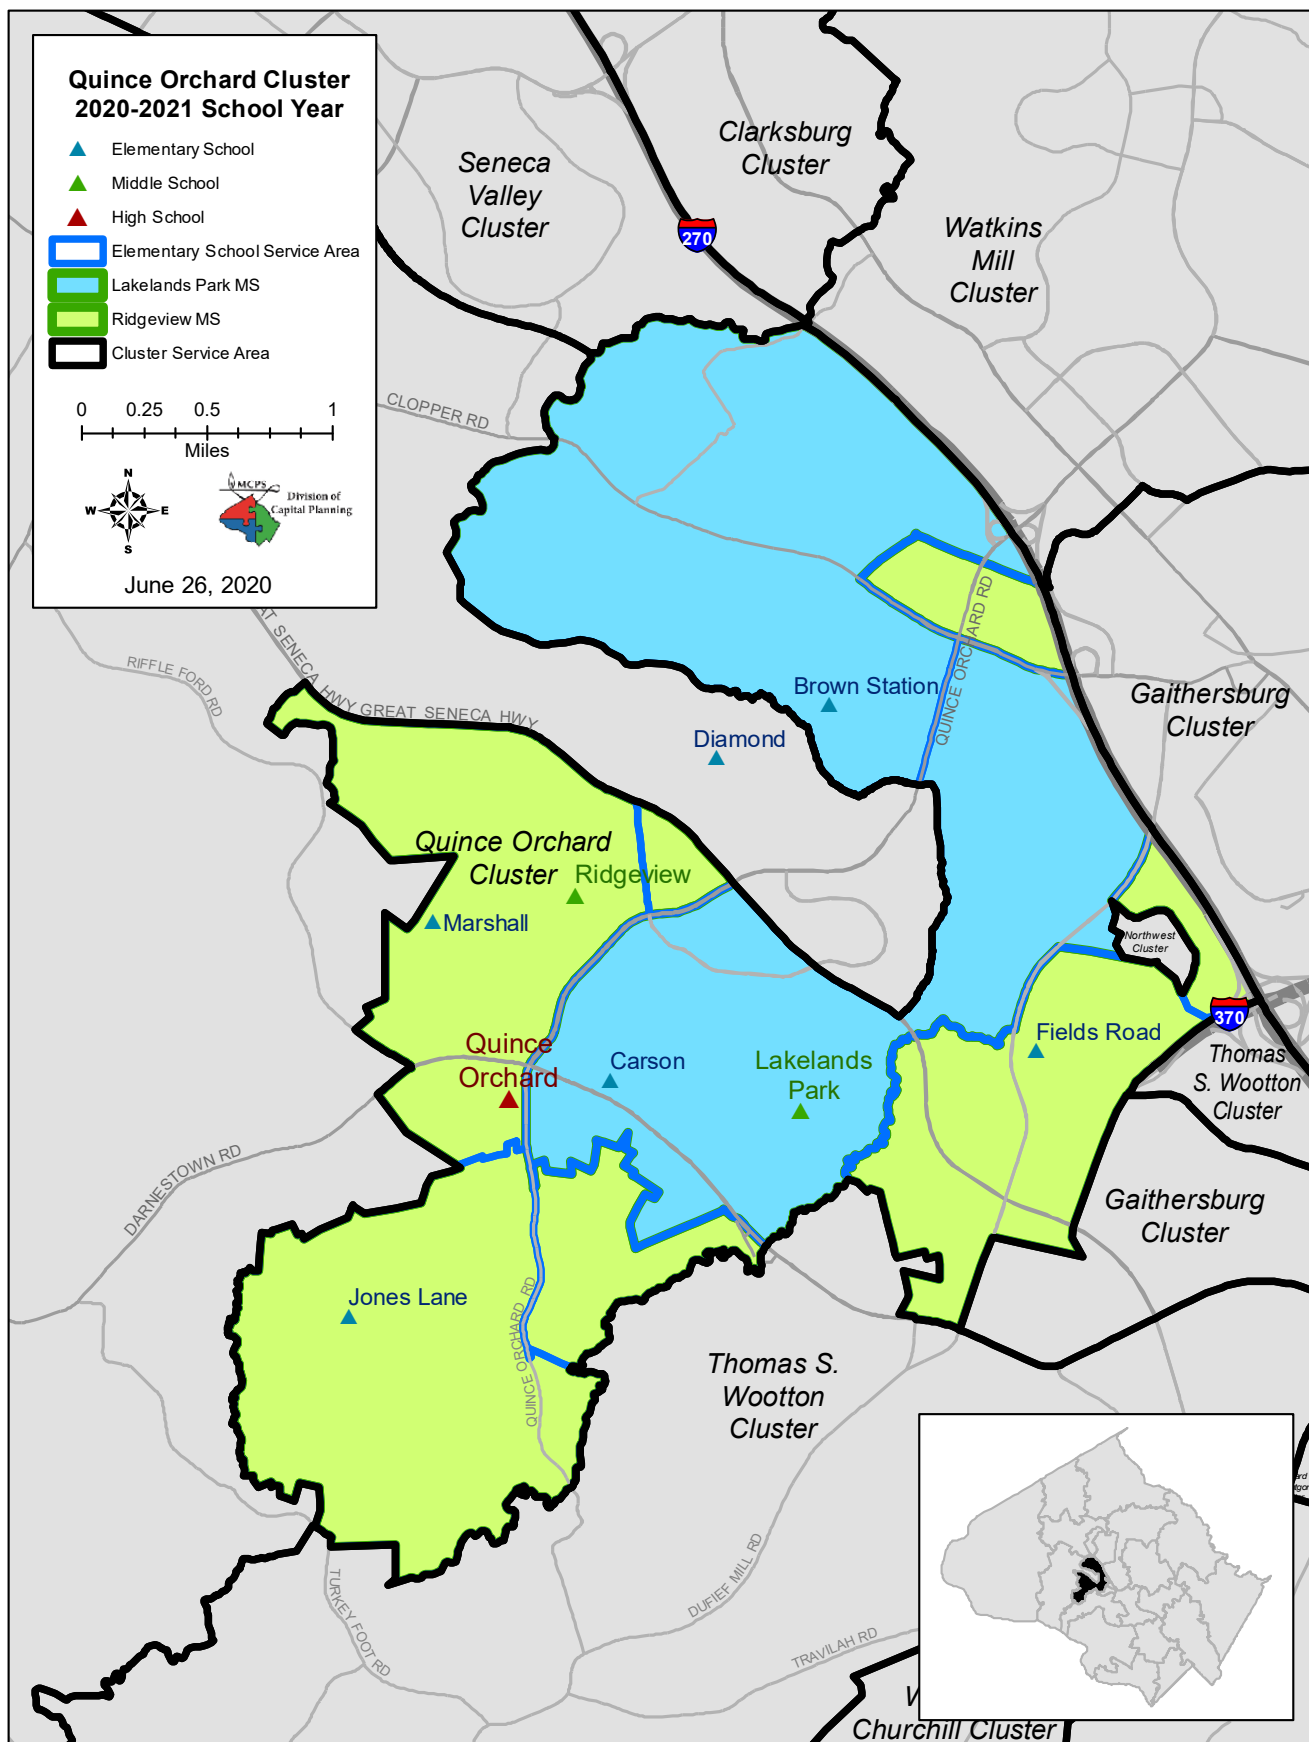 Quince Orchard Cluster
2020-2021 School Year
Elementary School
Middle School
High School
Elementary School Service Area
Lakelands Park MS
Ridgeview MS
Cluster Service Area
0 0.25 0.5 1
Miles
N
W E
S
MCPS
Division of
Capital Planning
June 26, 2020
Seneca
Valley
Cluster
Clarksburg
Cluster
Watkins
Mill
Cluster
270
CLOPPER RD
RIFFLE FORD RD
AT SENECA HWY
GREAT SENECA HWY
QUINCE ORCHARD RD
Brown Station
Diamond
Gaithersburg
Cluster
Quince Orchard
Cluster
Ridgeview
Marshall
Northwest
Cluster
370
Fields Road
Thomas
S. Wootton
Cluster
Quince
Orchard
Carson
Lakelands
Park
DARNESTOWN RD
Gaithersburg
Cluster
Jones Lane
QUINCE ORCHARD RD
Thomas S.
Wootton
Cluster
DUFIEF MILL RD
TURKEY FOOT RD
TRAVILAH RD
Churchill Cluster